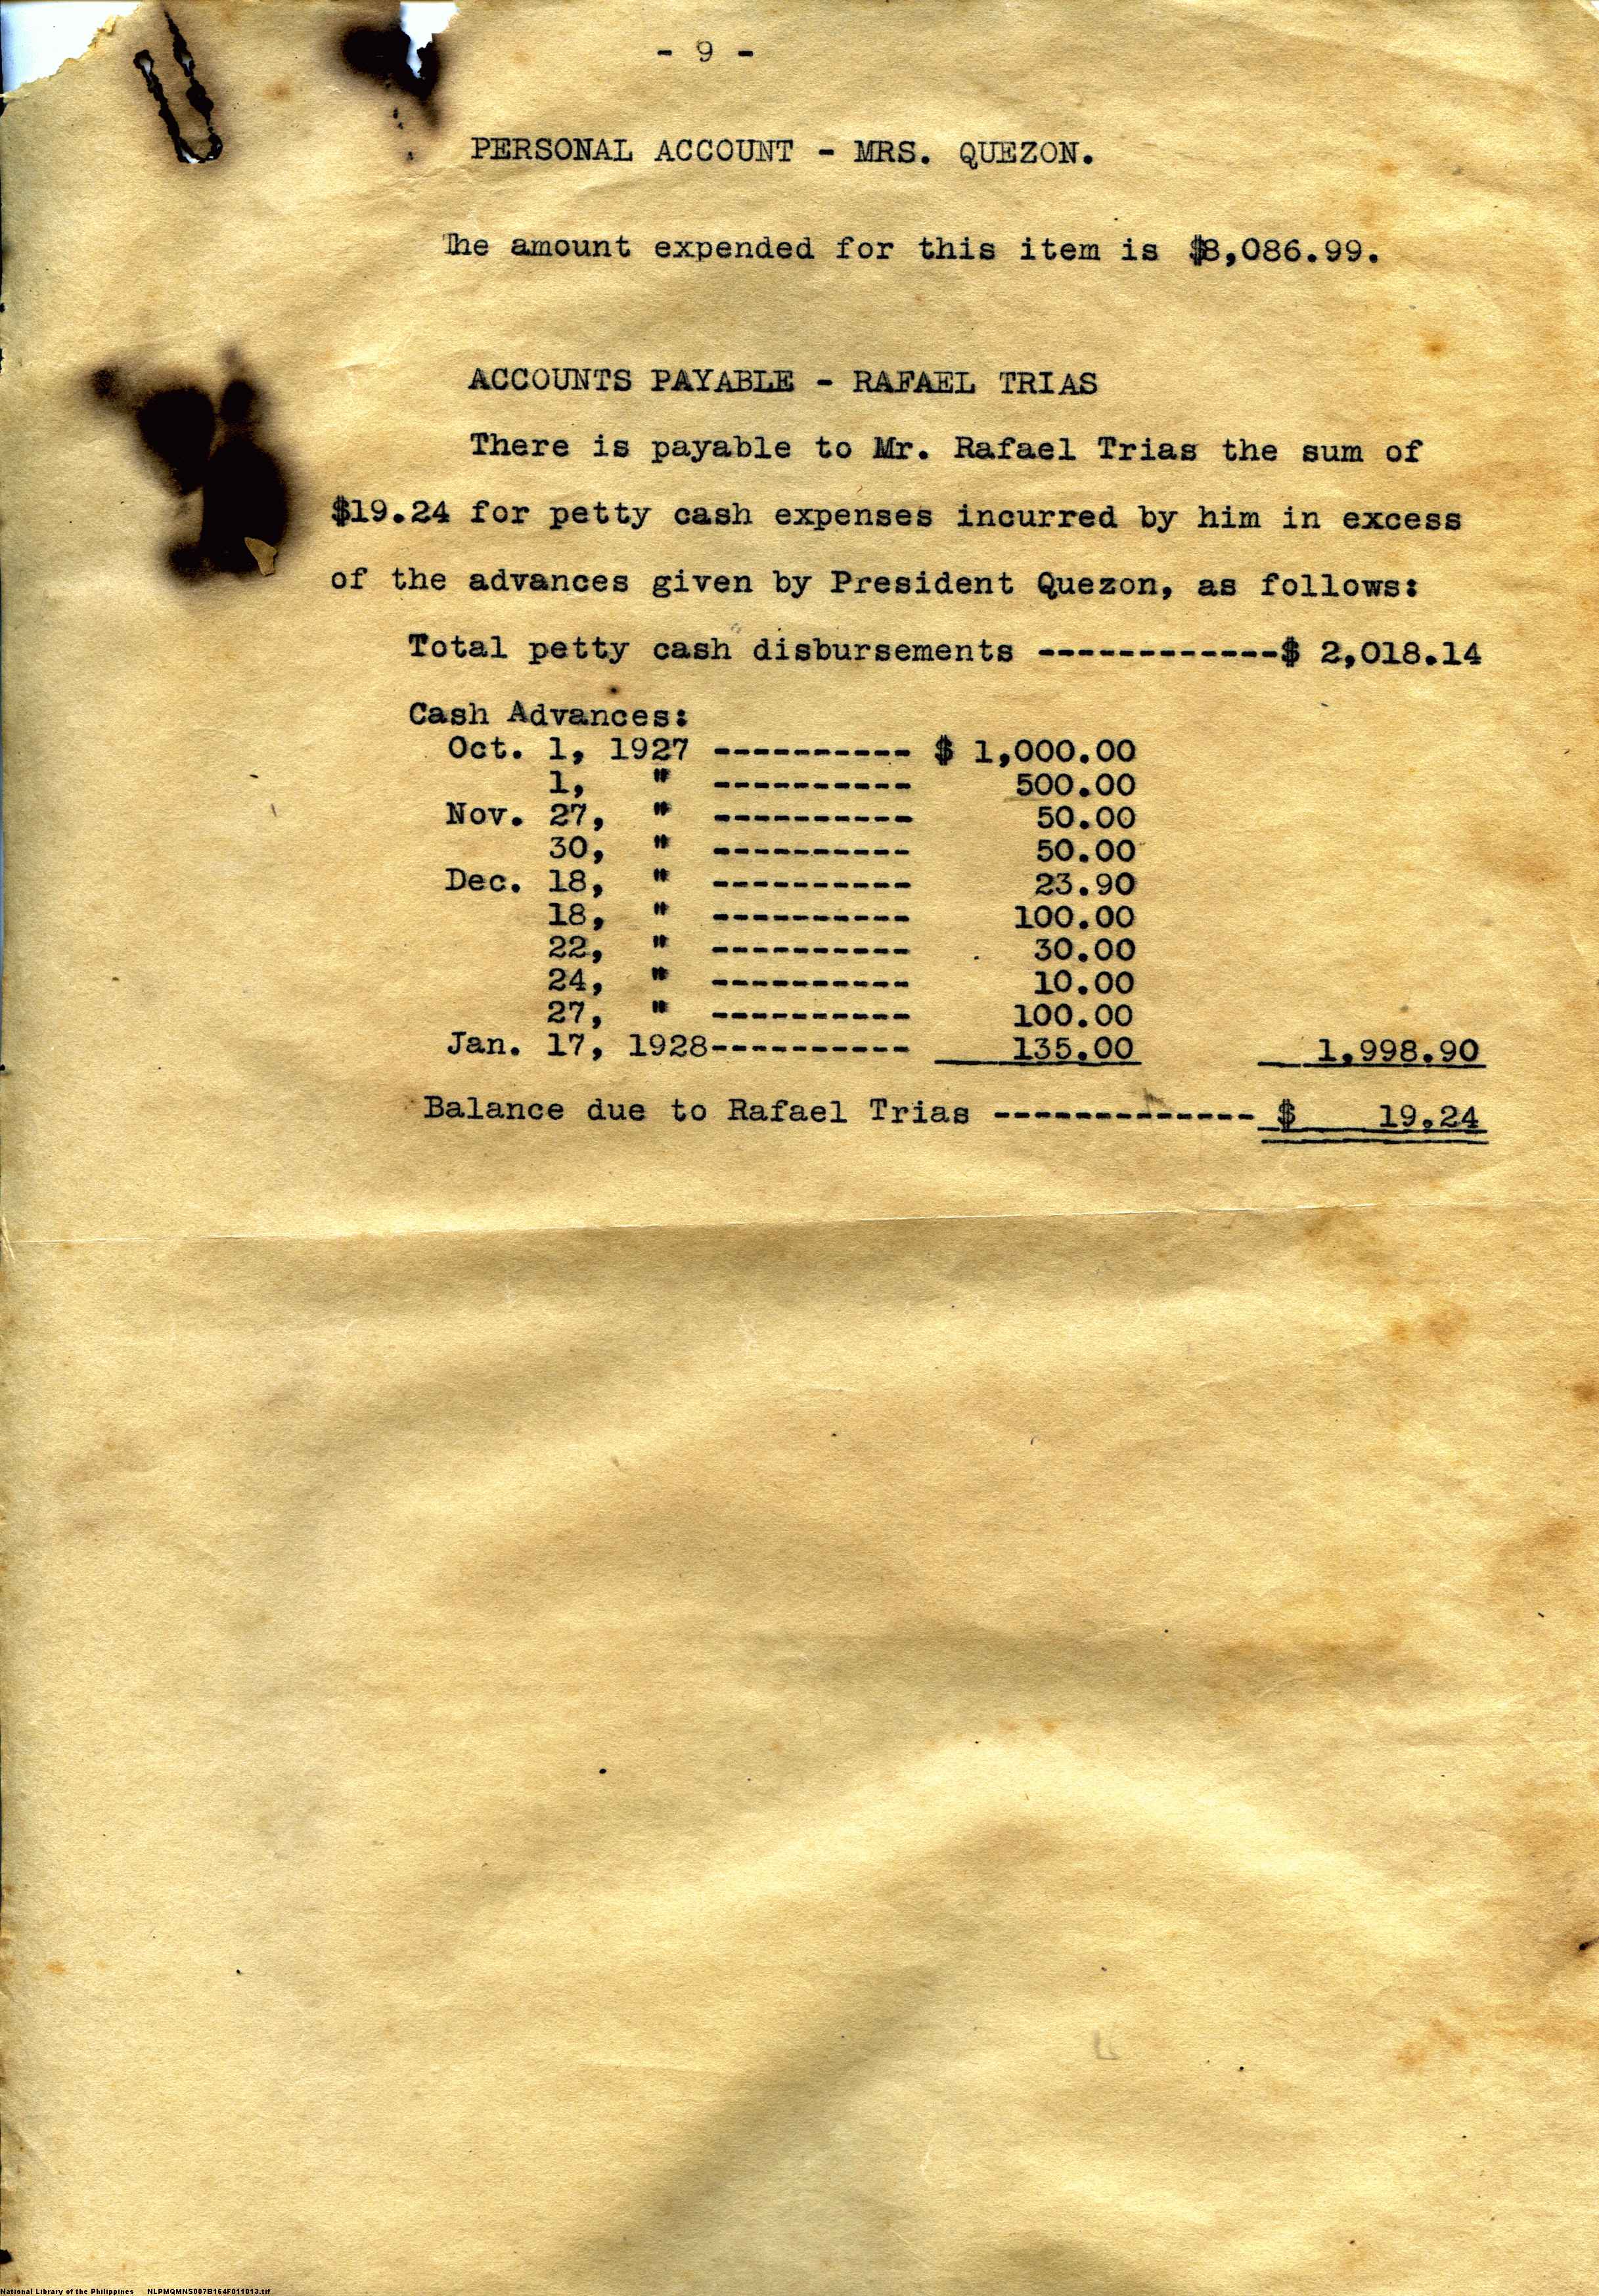 - 9 -
PERSONAL ACCOUNT - MRS. QUEZON.
The amount expended for this item is $8,086.99.
ACCOUNTS PAYABLE - RAFAEL TRIAS
There is payable to Mr. Rafael Trias the sum of
$19.24 for petty cash expenses incurred by him in excess
of the advances given by President Quezon, as follows:
Total petty cash disbursements ------------$ 2,018.14
Cash Advances:
Oct. 1, 1927 ---------- $ 1,000.00
1, " ---------- 500.00
Nov. 27, " ---------- 50.00
30, " ---------- 50.00
Dec. 18, " ---------- 23.90
18, " ---------- 100.00
22, " ---------- 30.00
24, " ---------- 10.00
27, " ---------- 100.00
Jan. 17, 1928---------- 135.00 1,998.90
Balance due to Rafael Trias ------------- $ 19.24
National Library of the Philippines NLPMQMNS007B164F011013.tif